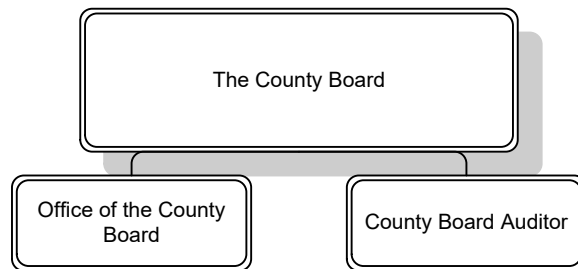 The County Board
Office of the County
Board
County Board Auditor